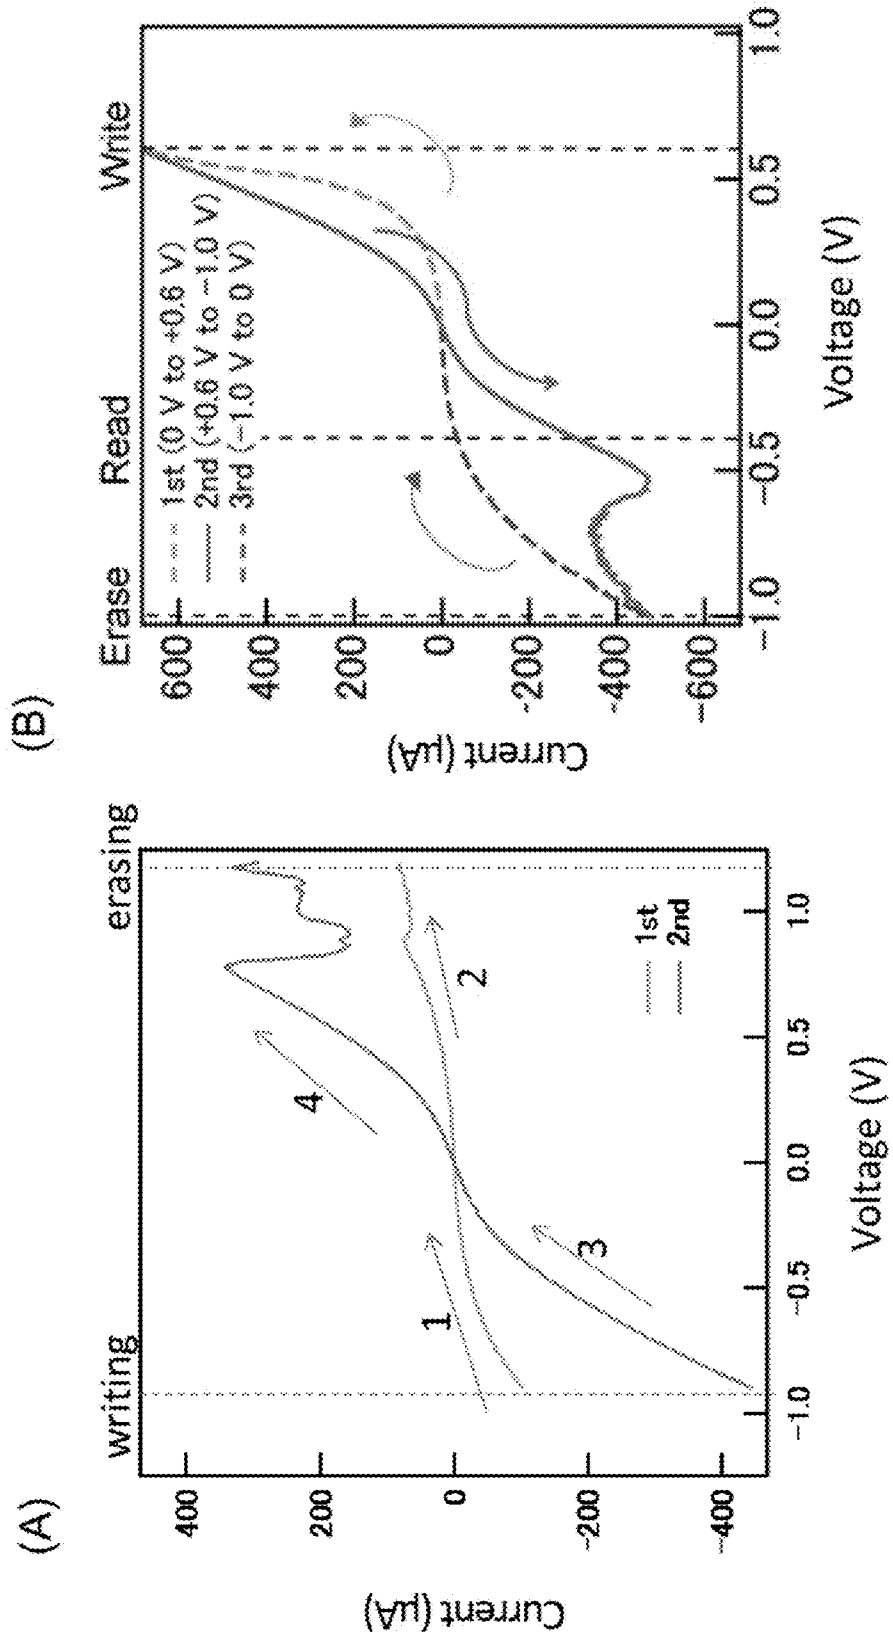 (A)
writing
erasing
400
200
0
-200
-400
Current (μA)
1
2
3
4
1st
2nd
-1.0
-0.5
0.0
0.5
1.0
Voltage (V)
(B)
Erase
Read
Write
1st (0 V to +0.6 V)
2nd (+0.6 V to -1.0 V)
3rd (-1.0 V to 0 V)
600
400
200
0
-200
-400
-600
Current (μA)
-1.0
-0.5
0.0
0.5
1.0
Voltage (V)